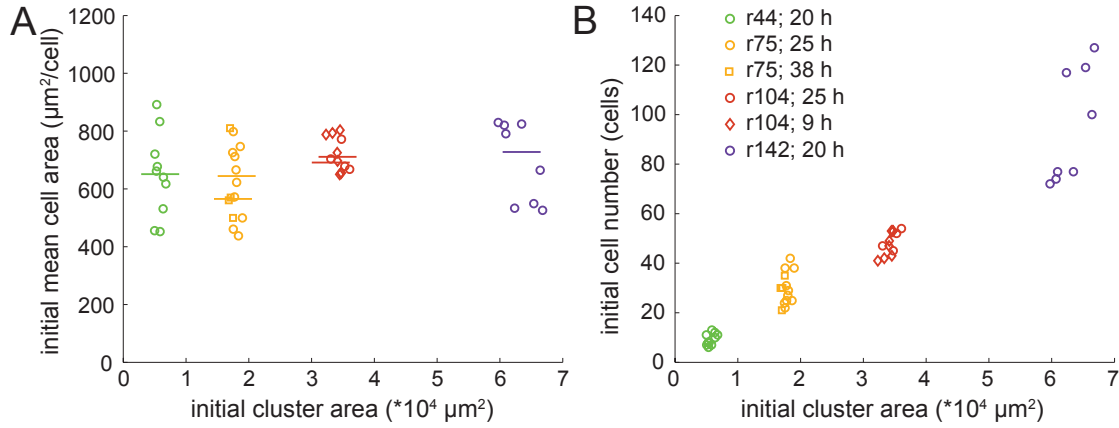 A
initial mean cell area (µm²/cell)
1200
1000
800
600
400
200
0
0 1 2 3 4 5 6 7
initial cluster area (*10⁴ µm²)
B
initial cell number (cells)
140
120
100
80
60
40
20
0
r44; 20 h
r75; 25 h
r75; 38 h
r104; 25 h
r104; 9 h
r142; 20 h
0 1 2 3 4 5 6 7
initial cluster area (*10⁴ µm²)